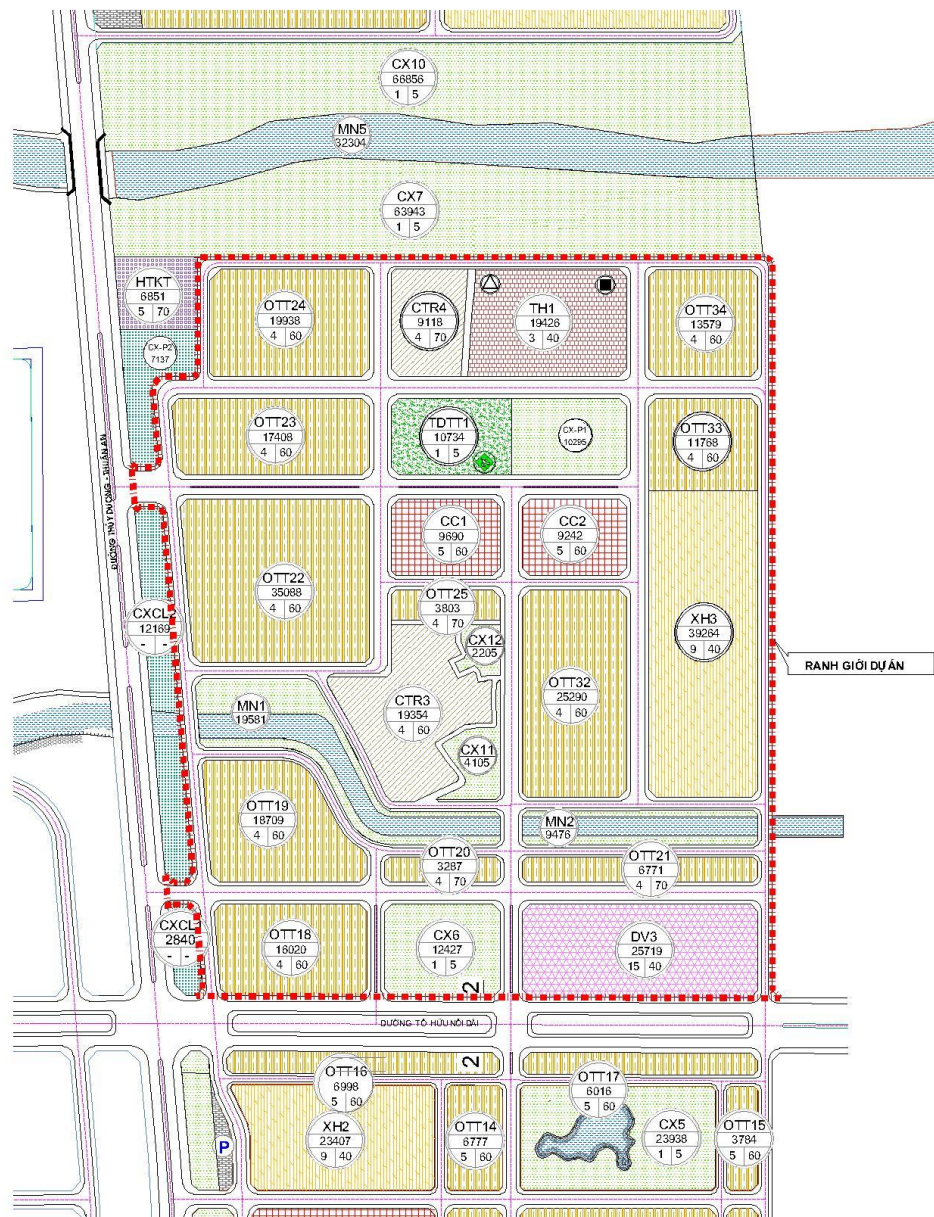 CX10
66856
1 5
MN5
32304
CX7
63943
1 5
HTKT
6851
5 70
CX-P2
7137
OTT24
19938
4 60
CTR4
9118
4 70
TH1
19426
3 40
OTT34
13579
4 60
OTT23
17408
4 60
TDTT1
10734
1 5
CX-P1
10295
OTT33
11768
4 60
ĐƯỜNG THỦY DƯƠNG - THUẬN AN
CC1
9690
5 60
CC2
9242
5 60
OTT22
35088
4 60
OTT25
3803
4 70
CXCL2
12169
- -
CX12
2205
XH3
39264
9 40
RANH GIỚI DỰ ÁN
OTT32
25290
4 60
CTR3
19354
4 60
MN1
19581
CX11
4105
OTT19
18709
4 60
MN2
9476
OTT20
3287
4 70
OTT21
6771
4 70
2840
- -
OTT18
16020
4 60
CX6
12427
1 5
DV3
25719
15 40
2
ĐƯỜNG TỐ HỮU NỐI DÀI
2
OTT16
6998
5 60
OTT17
6016
5 60
P
XH2
23407
9 40
OTT14
6777
5 60
CX5
23938
1 5
OTT15
3784
5 60